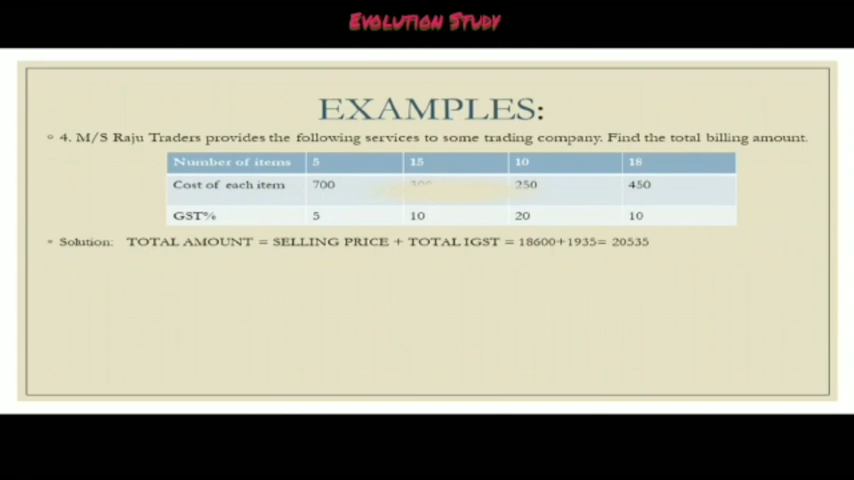 EVOLUTION STUDY
EXAMPLES:
4. M/S Raju Traders provides the following services to some trading company. Find the total billing amount.
Number of items 5 15 10 18
Cost of each item 700 250 450
GST% 5 10 20 10
Solution: TOTAL AMOUNT = SELLING PRICE + TOTAL IGST = 18600+1935= 20535